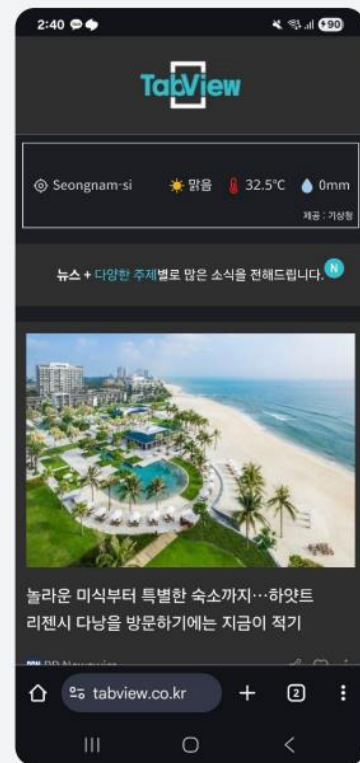 2:40
90
TabView
Seongnam-si 맑음 32.5°C 0mm
제공 : 기상청
뉴스 + 다양한 주제별로 많은 소식을 전해드립니다. N
놀라운 미식부터 특별한 숙소까지…하얏트
리젠시 다낭을 방문하기에는 지금이 적기
tabview.co.kr 2